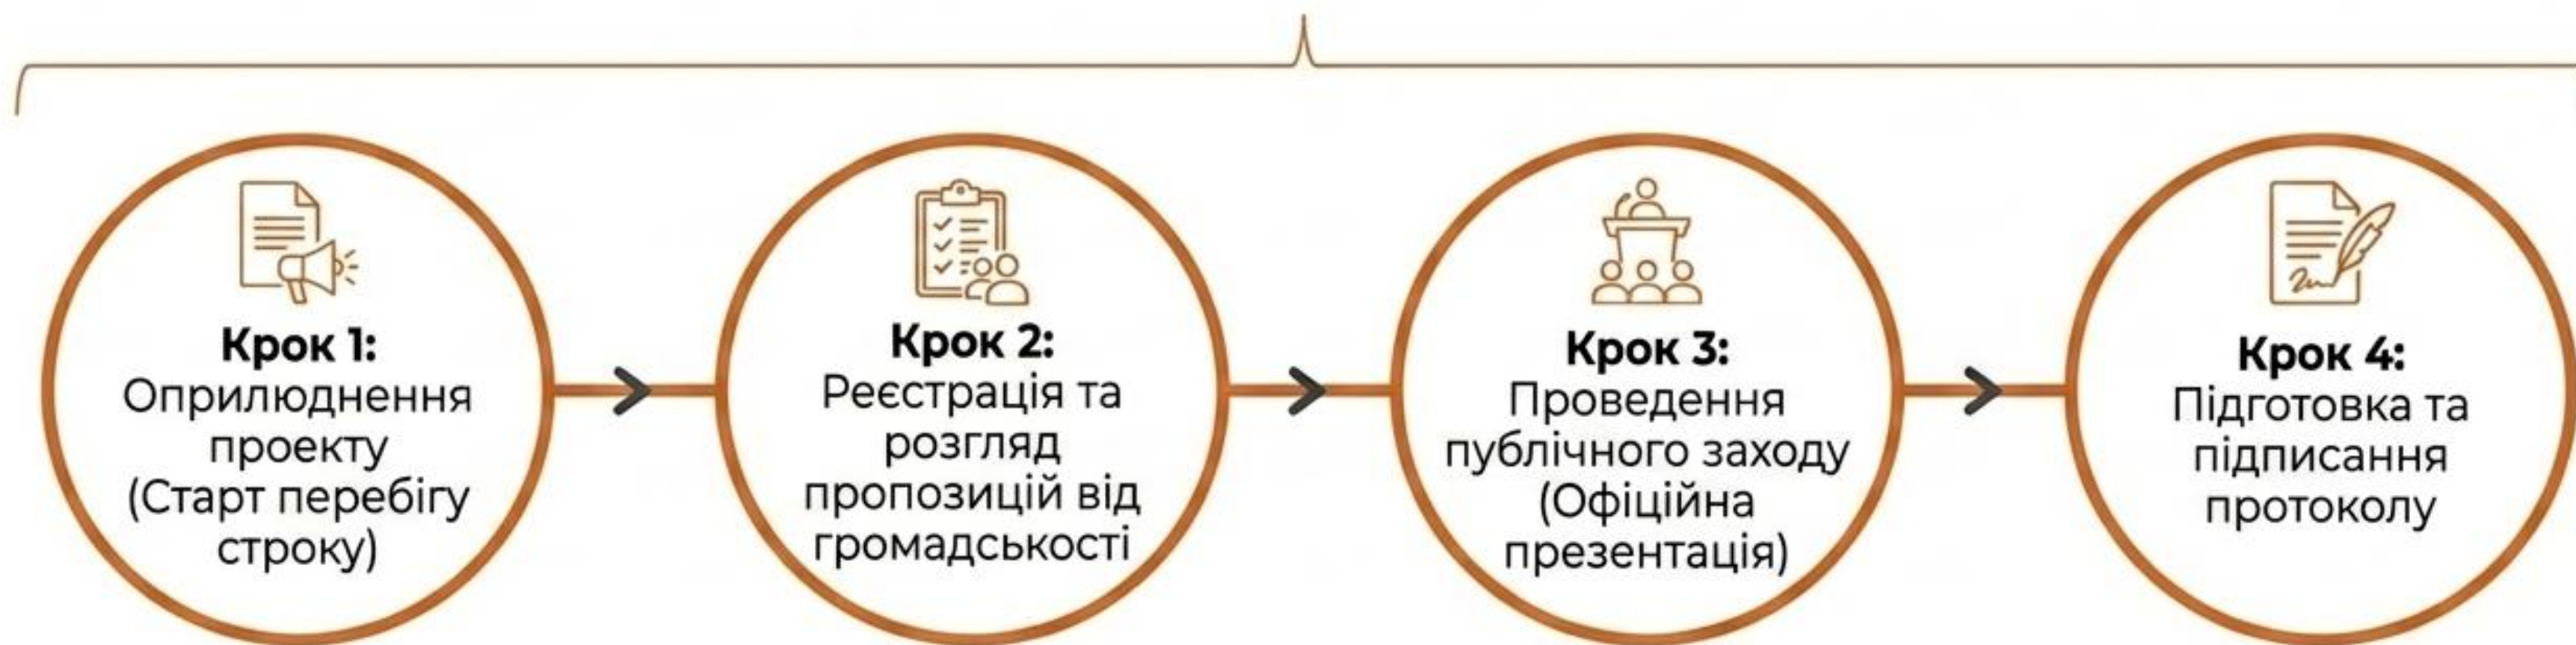 Крок 1:
Оприлюднення
проекту
(Старт перебігу
строку)
Крок 2:
Реєстрація та
розгляд
пропозицій від
громадськості
Крок 3:
Проведення
публічного заходу
(Офіційна
презентація)
Крок 4:
Підготовка та
підписання
протоколу